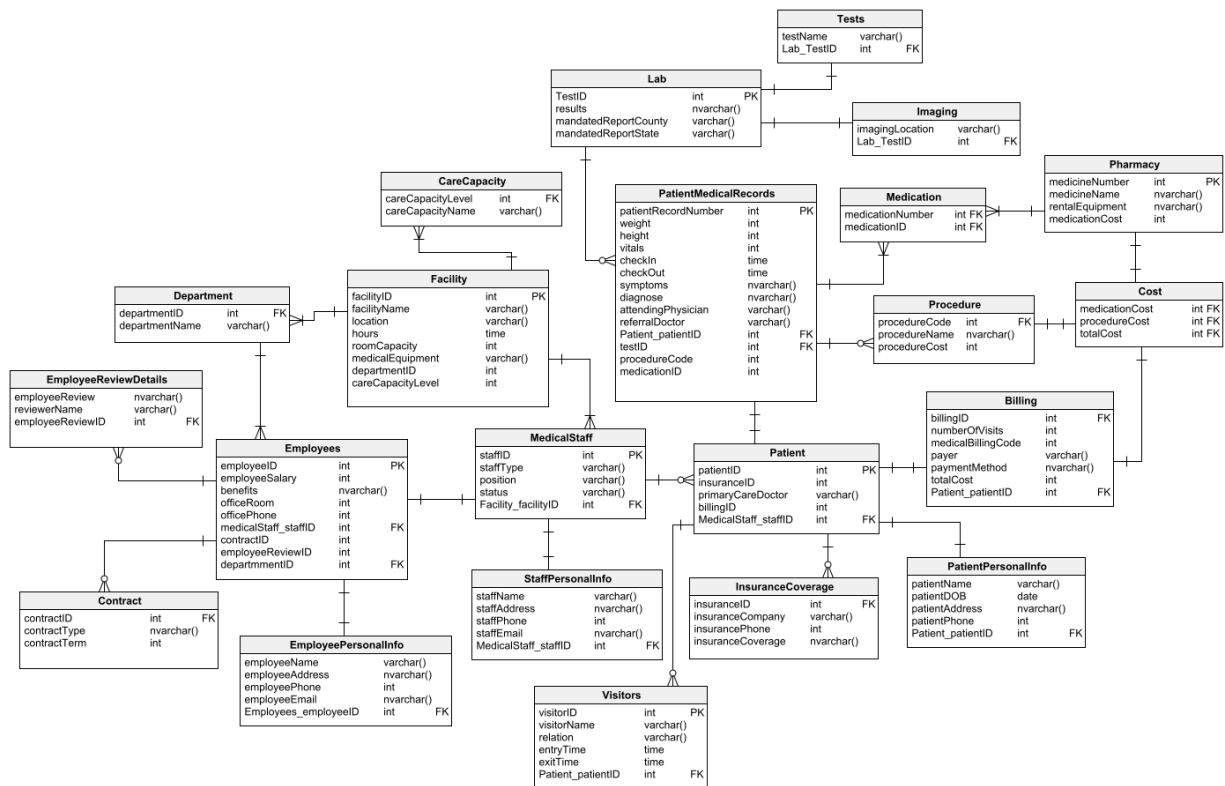 Tests
testName varchar()
Lab_TestID int FK
Lab
TestID int PK
results nvarchar()
mandatedReportCounty varchar()
mandatedReportState varchar()
Imaging
imagingLocation varchar()
Lab_TestID int FK
CareCapacity
careCapacityLevel int FK
careCapacityName varchar()
PatientMedicalRecords
patientRecordNumber int PK
weight int
height int
vitals int
checkIn time
checkOut time
symptoms nvarchar()
diagnose nvarchar()
attendingPhysician varchar()
referralDoctor varchar()
Patient_patientID int FK
testID int FK
procedureCode int
medicationID int
Medication
medicationNumber int FK
medicationID int FK
Pharmacy
medicineNumber int PK
medicineName nvarchar()
rentalEquipment nvarchar()
medicationCost int
Department
departmentID int FK
departmentName varchar()
Facility
facilityID int PK
facilityName varchar()
location varchar()
hours time
roomCapacity int
medicalEquipment varchar()
departmentID int
careCapacityLevel int
Procedure
procedureCode int FK
procedureName nvarchar()
procedureCost int
Cost
medicationCost int FK
procedureCost int FK
totalCost int FK
EmployeeReviewDetails
employeeReview nvarchar()
reviewerName varchar()
employeeReviewID int FK
Employees
employeeID int PK
employeeSalary int
benefits nvarchar()
officeRoom int
officePhone int
medicalStaff_staffID int FK
contractID int
employeeReviewID int
departmmentID int FK
MedicalStaff
staffID int PK
staffType varchar()
position varchar()
status varchar()
Facility_facilityID int FK
Patient
patientID int PK
insuranceID int
primaryCareDoctor varchar()
billingID int
MedicalStaff_staffID int FK
Billing
billingID int FK
numberOfVisits int
medicalBillingCode int
payer varchar()
paymentMethod nvarchar()
totalCost int
Patient_patientID int FK
Contract
contractID int FK
contractType nvarchar()
contractTerm int
EmployeePersonalInfo
employeeName varchar()
employeeAddress nvarchar()
employeePhone int
employeeEmail nvarchar()
Employees_employeeID int FK
StaffPersonalInfo
staffName varchar()
staffAddress nvarchar()
staffPhone int
staffEmail nvarchar()
MedicalStaff_staffID int FK
InsuranceCoverage
insuranceID int FK
insuranceCompany varchar()
insurancePhone int
insuranceCoverage nvarchar()
PatientPersonalInfo
patientName varchar()
patientDOB date
patientAddress nvarchar()
patientPhone int
Patient_patientID int FK
Visitors
visitorID int PK
visitorName varchar()
relation varchar()
entryTime time
exitTime time
Patient_patientID int FK